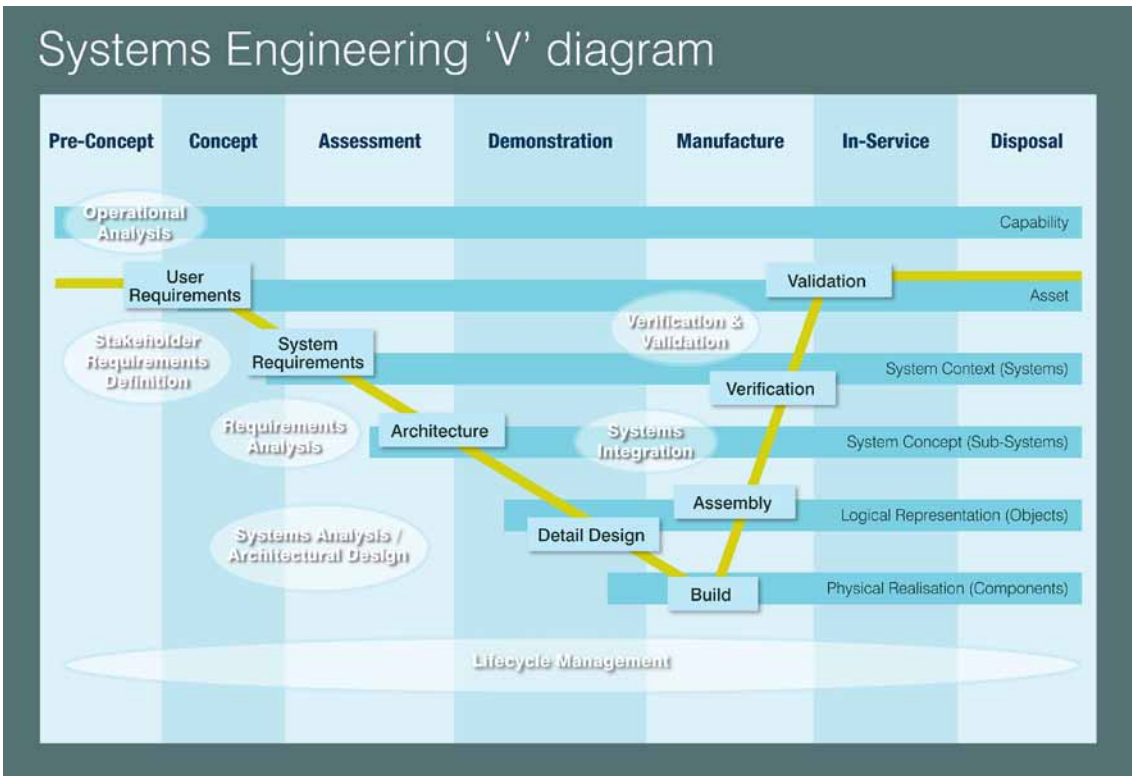 Systems Engineering ‘V’ diagram
Pre-Concept
Concept
Assessment
Demonstration
Manufacture
In-Service
Disposal
Operational
Analysis
Capability
User
Requirements
Validation
Asset
Stakeholder
Requirements
Definition
System
Requirements
Verification &
Validation
System Context (Systems)
Verification
Requirements
Analysis
Architecture
Systems
Integration
System Concept (Sub-Systems)
Assembly
Logical Representation (Objects)
Systems Analysis /
Architectural Design
Detail Design
Build
Physical Realisation (Components)
Lifecycle Management